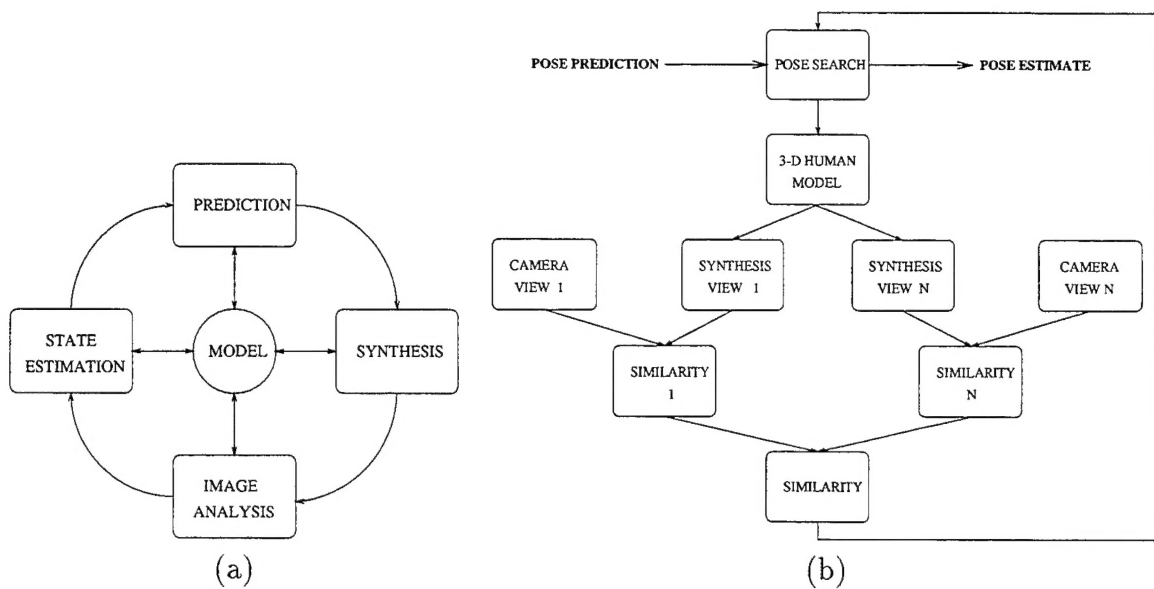 PREDICTION
STATE
ESTIMATION
MODEL
SYNTHESIS
IMAGE
ANALYSIS
(a)
POSE PREDICTION
POSE SEARCH
POSE ESTIMATE
3-D HUMAN
MODEL
CAMERA
VIEW 1
SYNTHESIS
VIEW 1
SYNTHESIS
VIEW N
CAMERA
VIEW N
SIMILARITY
1
SIMILARITY
N
SIMILARITY
(b)